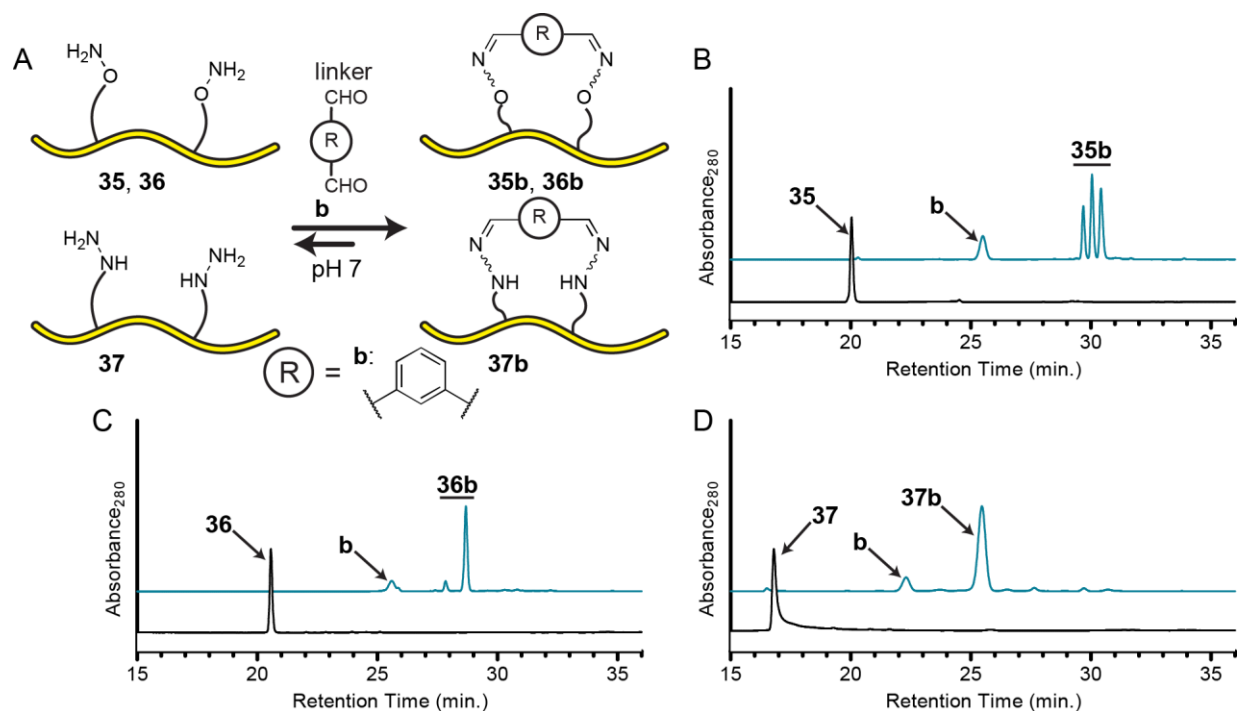 A
H₂N
O
O
NH₂
35, 36
linker
CHO
R
CHO
b
pH 7
R
N
N
O
O
35b, 36b
H₂N
NH
HN
NH₂
37
R
N
N
NH
HN
37b
R = b:
B
Absorbance₂₈₀
35
b
35b
15 20 25 30 35
Retention Time (min.)
C
Absorbance₂₈₀
36
b
36b
15 20 25 30 35
Retention Time (min.)
D
Absorbance₂₈₀
37
b
37b
15 20 25 30 35
Retention Time (min.)